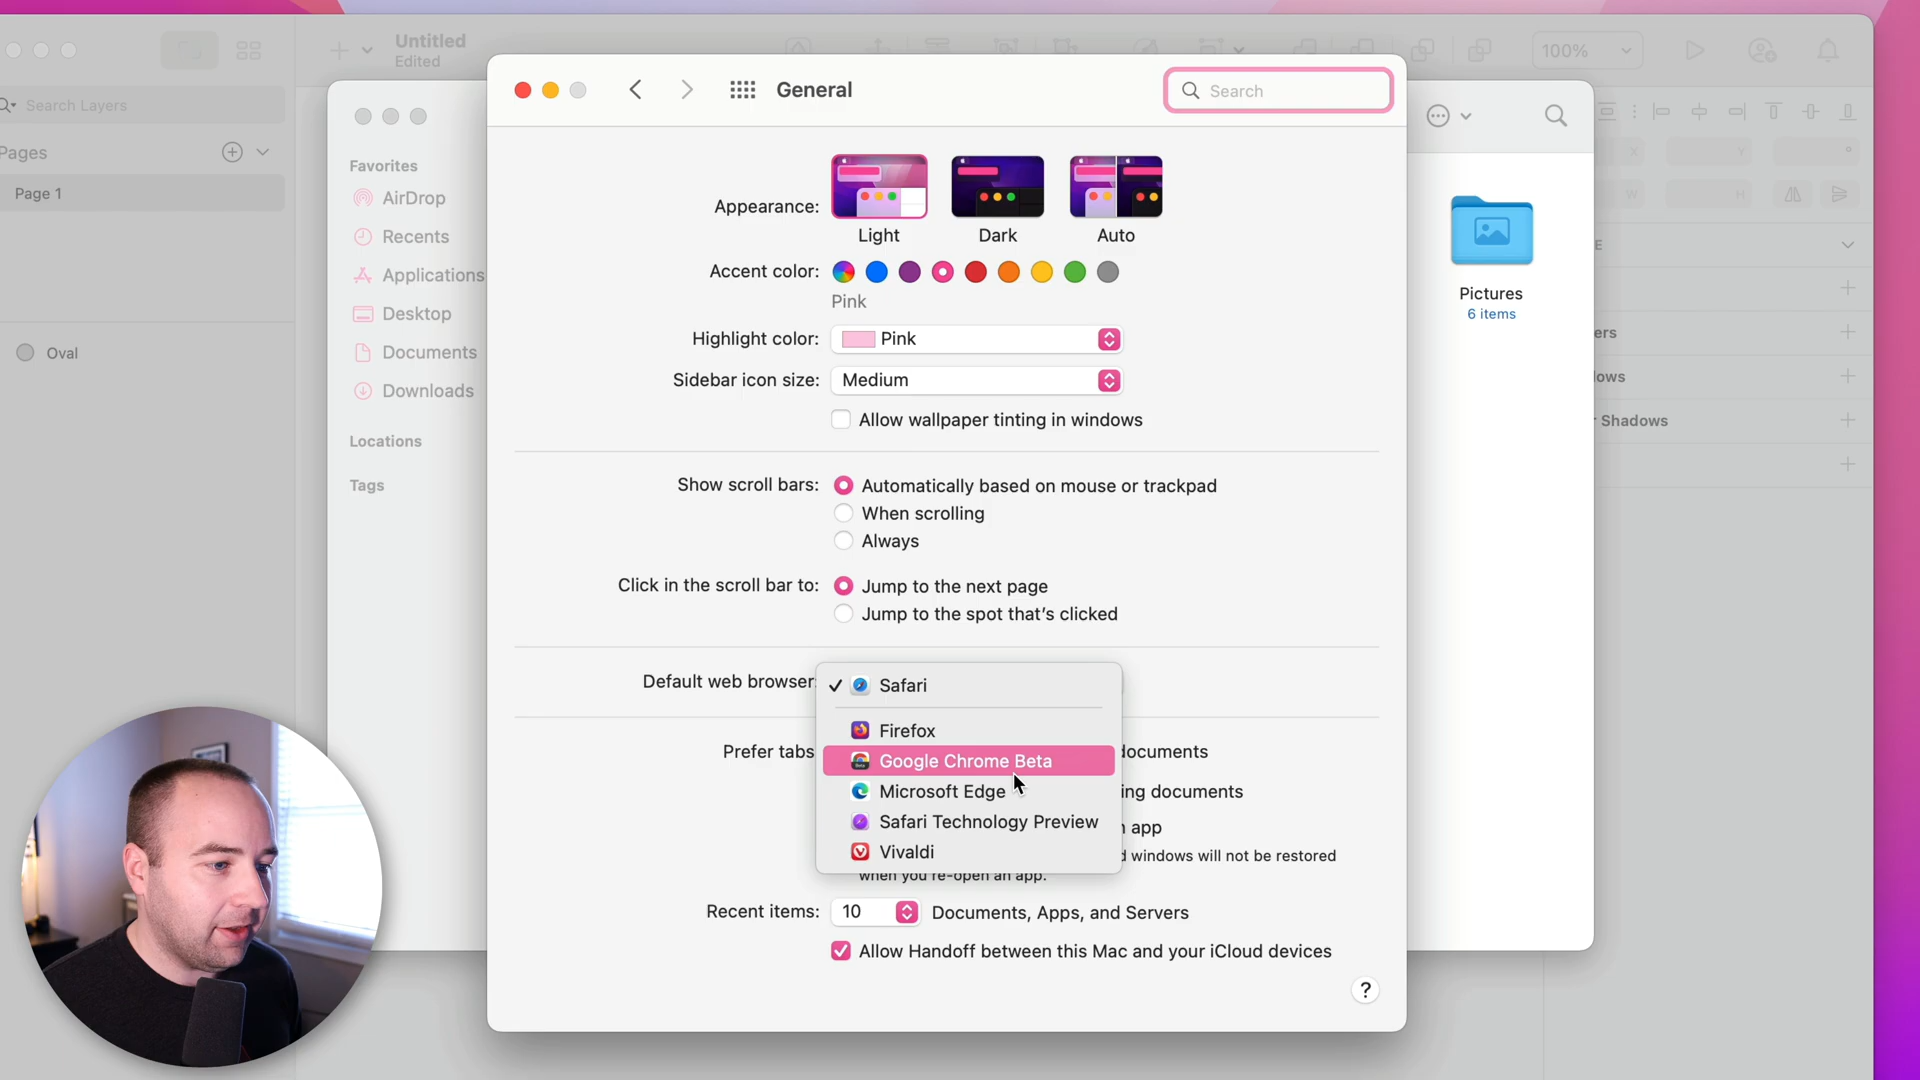 Untitled
Edited
100%
Search Layers
Pages
Page 1
Oval
Favorites
AirDrop
Recents
Applications
Desktop
Documents
Downloads
Locations
Tags
General
Search
Appearance:
Light
Dark
Auto
Accent color:
Pink
Highlight color:
Pink
Sidebar icon size:
Medium
Allow wallpaper tinting in windows
Show scroll bars:
Automatically based on mouse or trackpad
When scrolling
Always
Click in the scroll bar to:
Jump to the next page
Jump to the spot that's clicked
Default web browser:
Safari
Firefox
Google Chrome Beta
Microsoft Edge
Safari Technology Preview
Vivaldi
Prefer tabs
documents
ing documents
app
windows will not be restored
when you re-open an app.
Recent items:
10
Documents, Apps, and Servers
Allow Handoff between this Mac and your iCloud devices
?
Pictures
6 items
X
Y
W
H
E
ers
lows
Shadows